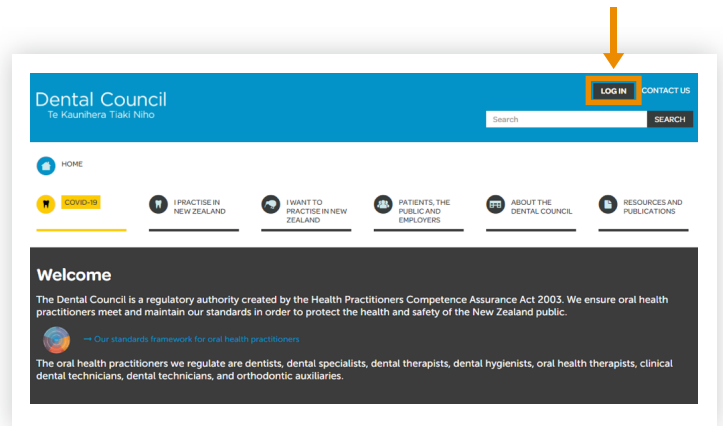 LOG IN CONTACT US
Dental Council
Te Kaunihera Tiaki Niho
Search SEARCH
HOME
COVID-19
I PRACTISE IN
NEW ZEALAND
I WANT TO
PRACTISE IN NEW
ZEALAND
PATIENTS, THE
PUBLIC AND
EMPLOYERS
ABOUT THE
DENTAL COUNCIL
RESOURCES AND
PUBLICATIONS
Welcome
The Dental Council is a regulatory authority created by the Health Practitioners Competence Assurance Act 2003. We ensure oral health
practitioners meet and maintain our standards in order to protect the health and safety of the New Zealand public.
→ Our standards framework for oral health practitioners
The oral health practitioners we regulate are dentists, dental specialists, dental therapists, dental hygienists, oral health therapists, clinical
dental technicians, dental technicians, and orthodontic auxiliaries.